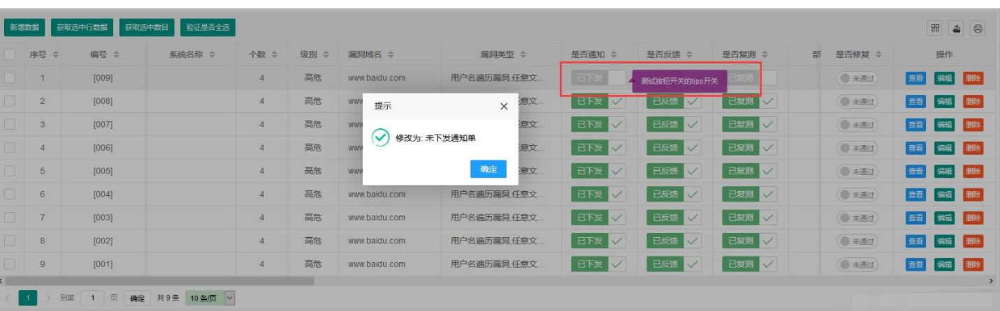 新增数据 获取选中行数据 获取选中数目 验证是否全选
序号 编号 系统名称 个数 级别 漏洞域名 漏洞类型 是否通知 是否反馈 是否复测 部 是否修复 操作
1 [009] 4 高危 www.baidu.com 用户名遍历漏洞,任意文... 已下发 测试按钮开关的tips开关 已复测 未通过 查看 编辑 删除
2 [008] 4 高危 www 意文... 已下发 已反馈 已复测 未通过 查看 编辑 删除
提示
3 [007] 4 高危 www 意文... 已下发 已反馈 已复测 未通过 查看 编辑 删除
修改为: 未下发通知单
4 [006] 4 高危 www 意文... 已下发 已反馈 已复测 未通过 查看 编辑 删除
确定
5 [005] 4 高危 www 意文... 已下发 已反馈 已复测 未通过 查看 编辑 删除
6 [004] 4 高危 www.baidu.com 用户名遍历漏洞,任意文... 已下发 已反馈 已复测 未通过 查看 编辑 删除
7 [003] 4 高危 www.baidu.com 用户名遍历漏洞,任意文... 已下发 已反馈 已复测 未通过 查看 编辑 删除
8 [002] 4 高危 www.baidu.com 用户名遍历漏洞,任意文... 已下发 已反馈 已复测 未通过 查看 编辑 删除
9 [001] 4 高危 www.baidu.com 用户名遍历漏洞,任意文... 已下发 已反馈 已复测 未通过 查看 编辑 删除
1 到第 1 页 确定 共 9 条 10 条/页